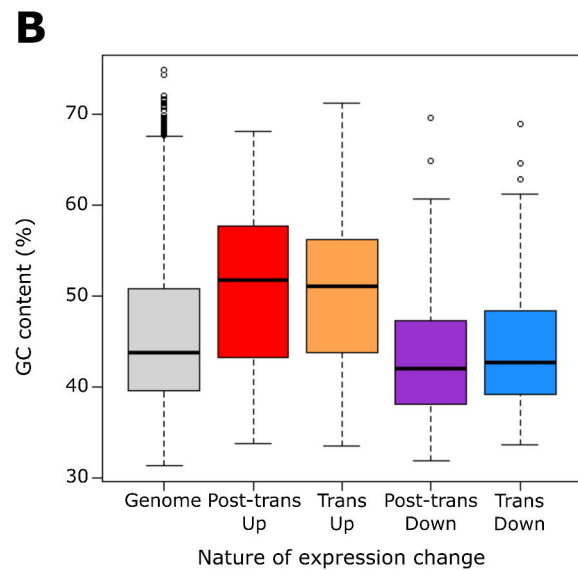 B
GC content (%)
70
60
50
40
30
Genome Post-trans Trans Post-trans Trans
Up Up Down Down
Nature of expression change